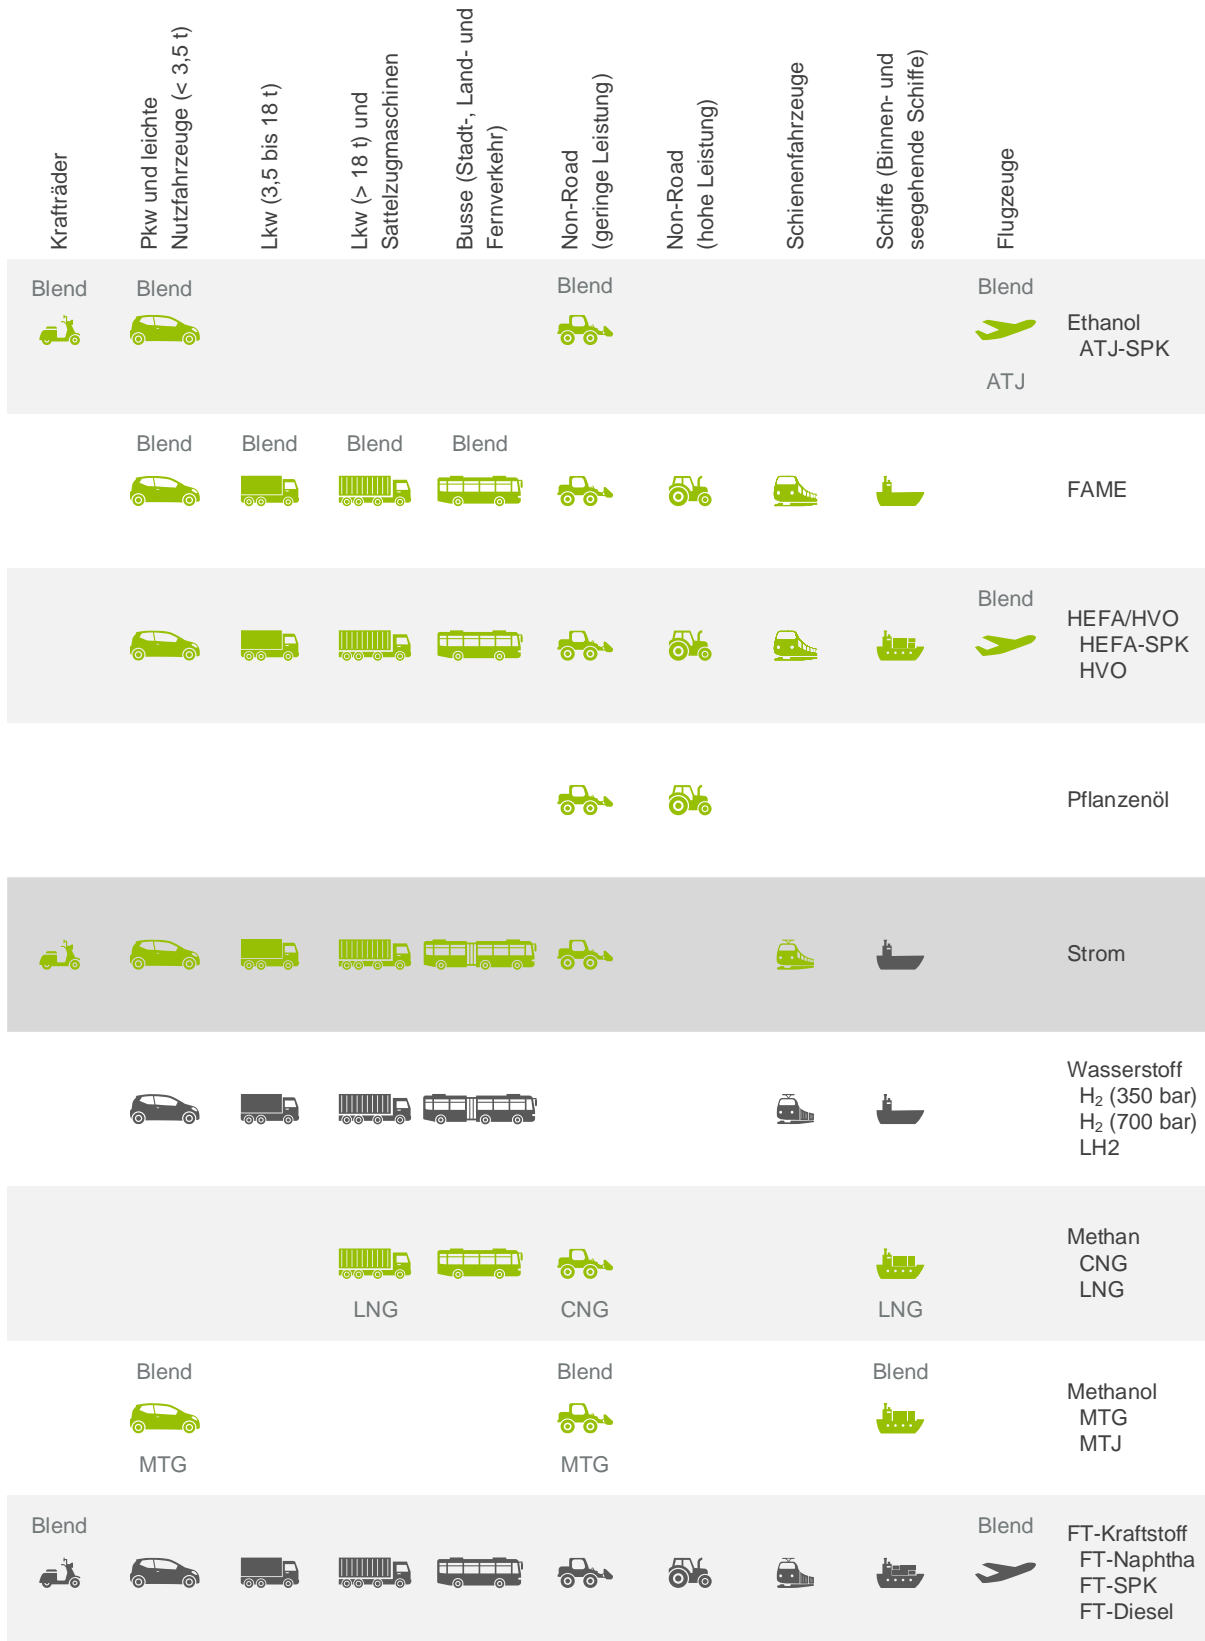 Krafträder
Pkw und leichte
Nutzfahrzeuge (< 3,5 t)
Lkw (3,5 bis 18 t)
Lkw (> 18 t) und
Sattelzugmaschinen
Busse (Stadt-, Land- und
Fernverkehr)
Non-Road
(geringe Leistung)
Non-Road
(hohe Leistung)
Schienenfahrzeuge
Schiffe (Binnen- und
seegehende Schiffe)
Flugzeuge
Blend Blend Blend Blend
Ethanol
ATJ-SPK
ATJ
Blend Blend Blend Blend
FAME
Blend
HEFA/HVO
HEFA-SPK
HVO
Pflanzenöl
Strom
Wasserstoff
H₂ (350 bar)
H₂ (700 bar)
LH2
Methan
CNG
LNG
LNG CNG LNG
Blend Blend Blend
Methanol
MTG
MTJ
MTG MTG
Blend Blend
FT-Kraftstoff
FT-Naphtha
FT-SPK
FT-Diesel